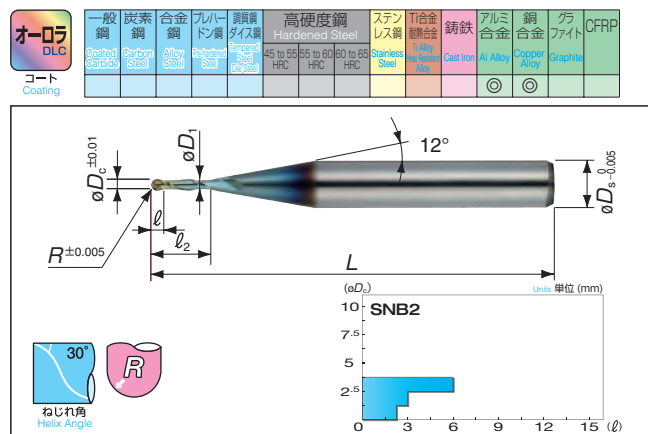 オーロラ
DLC
コート
Coating
一般鋼
Coated Carbide
炭素鋼
Carbon Steel
合金鋼
Alloy Steel
プレハードン鋼
Pre-hardened Steel
調質鋼
ダイス鋼
Tempered Steel
Die Steel
高硬度鋼
Hardened Steel
45 to 55 HRC
55 to 60 HRC
60 to 65 HRC
ステンレス鋼
Stainless Steel
Ti合金
耐熱合金
Ti Alloy
Heat Resistant Alloy
鋳鉄
Cast Iron
アルミ合金
Al Alloy
銅合金
Copper Alloy
グラファイト
Graphite
CFRP
◎
◎
øDc±0.01
øD1
12°
øDs 0 -0.005
ℓ
ℓ2
R±0.005
L
(øDc)
Units 単位 (mm)
SNB2
10
7.5
5
2.5
0
3
6
9
12
15
(ℓ)
30°
ねじれ角
Helix Angle
R